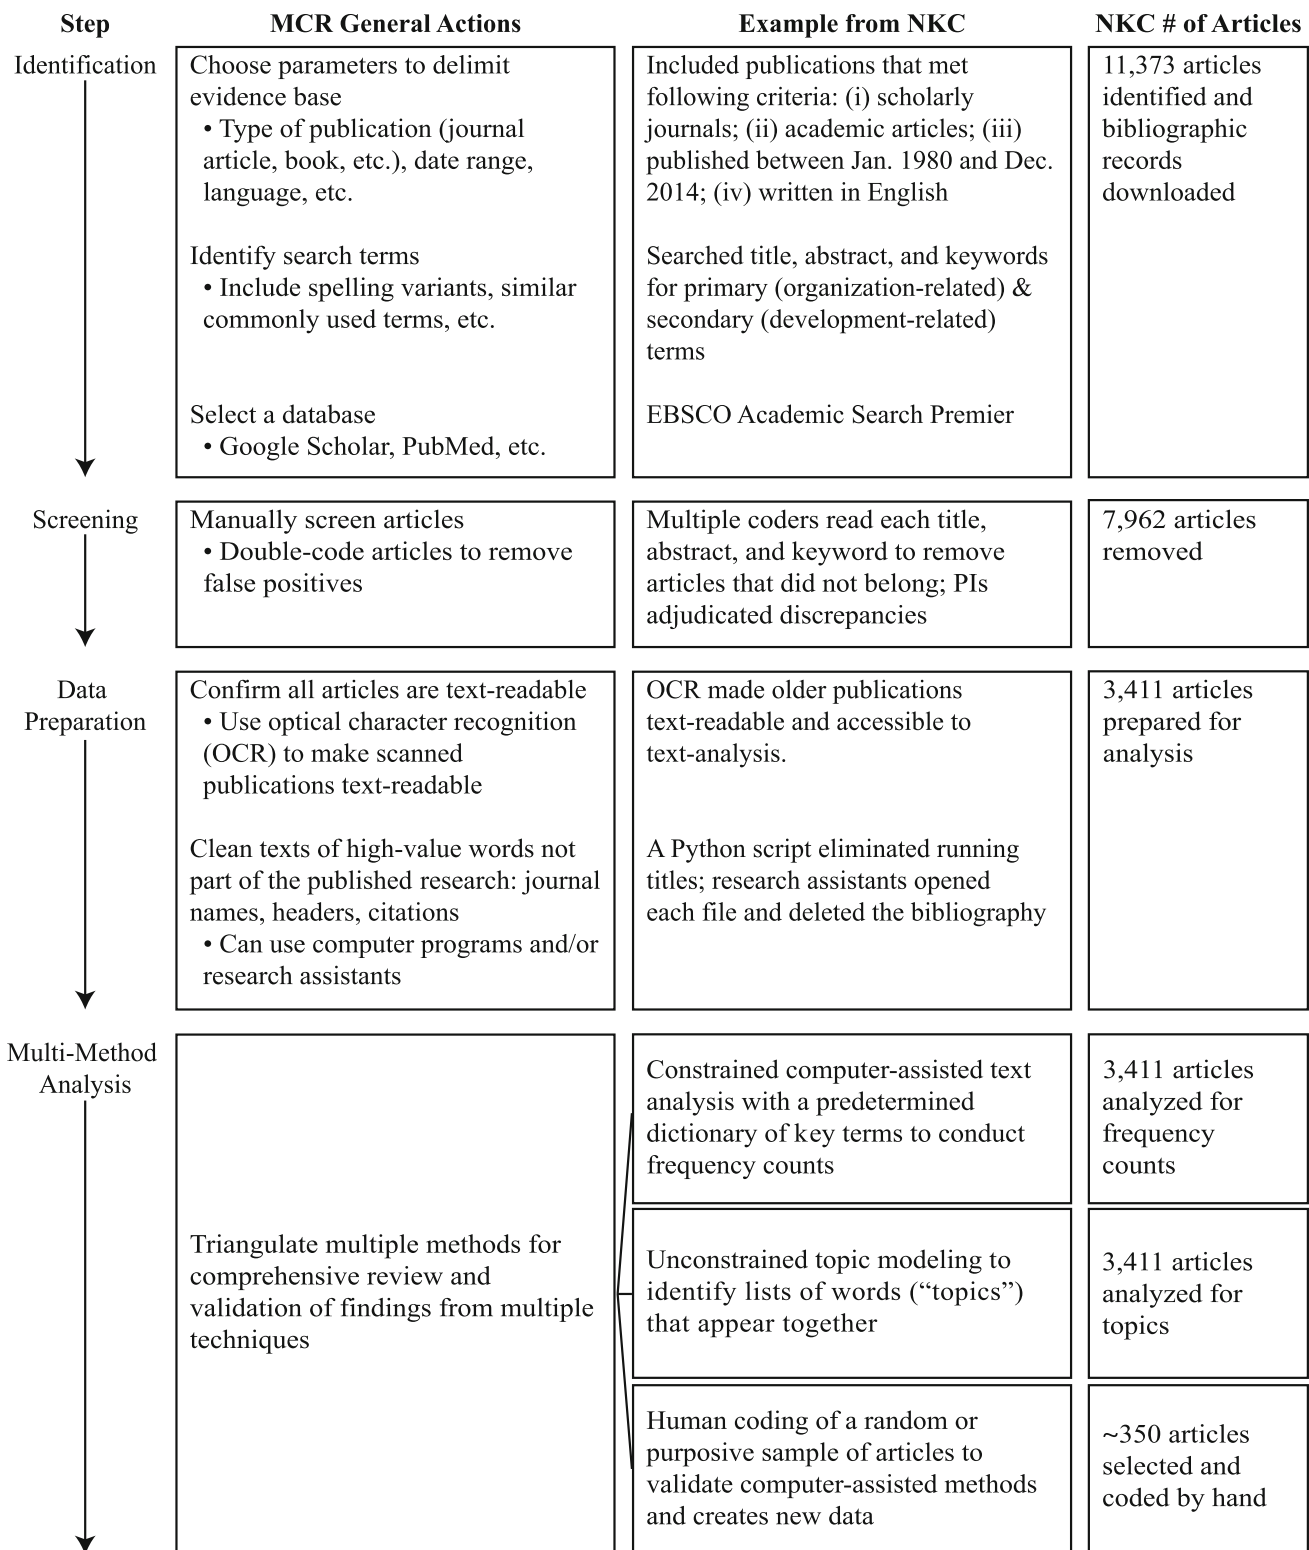 Step
MCR General Actions
Example from NKC
NKC # of Articles
Identification
Choose parameters to delimit
evidence base
• Type of publication (journal
article, book, etc.), date range,
language, etc.
Identify search terms
• Include spelling variants, similar
commonly used terms, etc.
Select a database
• Google Scholar, PubMed, etc.
Included publications that met
following criteria: (i) scholarly
journals; (ii) academic articles; (iii)
published between Jan. 1980 and Dec.
2014; (iv) written in English
Searched title, abstract, and keywords
for primary (organization-related) &
secondary (development-related)
terms
EBSCO Academic Search Premier
11,373 articles
identified and
bibliographic
records
downloaded
Screening
Manually screen articles
• Double-code articles to remove
false positives
Multiple coders read each title,
abstract, and keyword to remove
articles that did not belong; PIs
adjudicated discrepancies
7,962 articles
removed
Data
Preparation
Confirm all articles are text-readable
• Use optical character recognition
(OCR) to make scanned
publications text-readable
Clean texts of high-value words not
part of the published research: journal
names, headers, citations
• Can use computer programs and/or
research assistants
OCR made older publications
text-readable and accessible to
text-analysis.
A Python script eliminated running
titles; research assistants opened
each file and deleted the bibliography
3,411 articles
prepared for
analysis
Multi-Method
Analysis
Triangulate multiple methods for
comprehensive review and
validation of findings from multiple
techniques
Constrained computer-assisted text
analysis with a predetermined
dictionary of key terms to conduct
frequency counts
3,411 articles
analyzed for
frequency
counts
Unconstrained topic modeling to
identify lists of words (“topics”)
that appear together
3,411 articles
analyzed for
topics
Human coding of a random or
purposive sample of articles to
validate computer-assisted methods
and creates new data
~350 articles
selected and
coded by hand